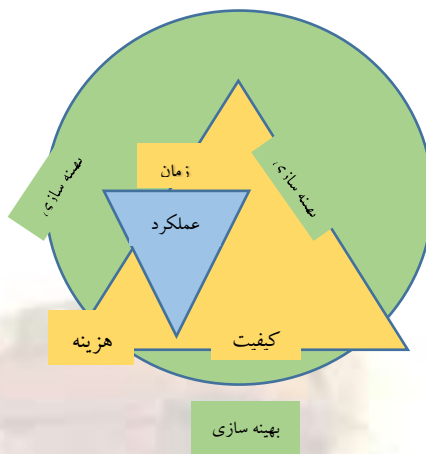 زمان
بهینه سازی
بهینه سازی
عملکرد
هزینه
کیفیت
بهینه سازی